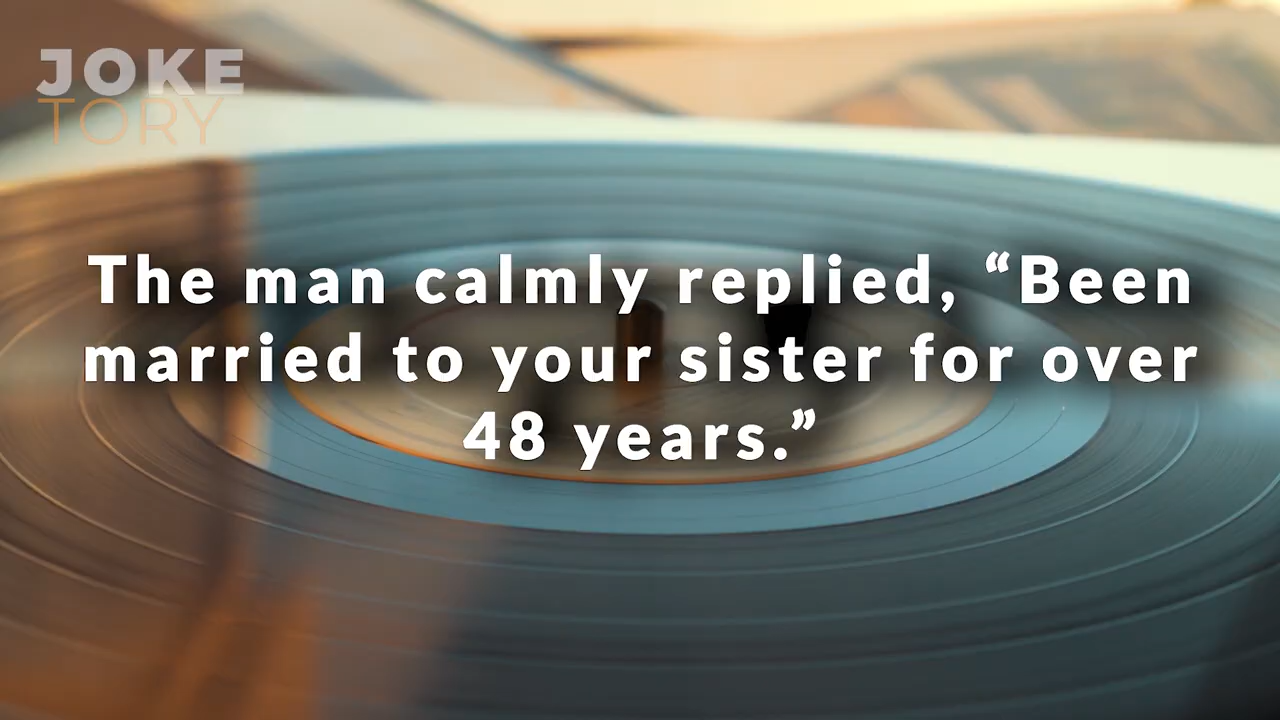 JOKE
TORY
The man calmly replied, “Been
married to your sister for over
48 years.”